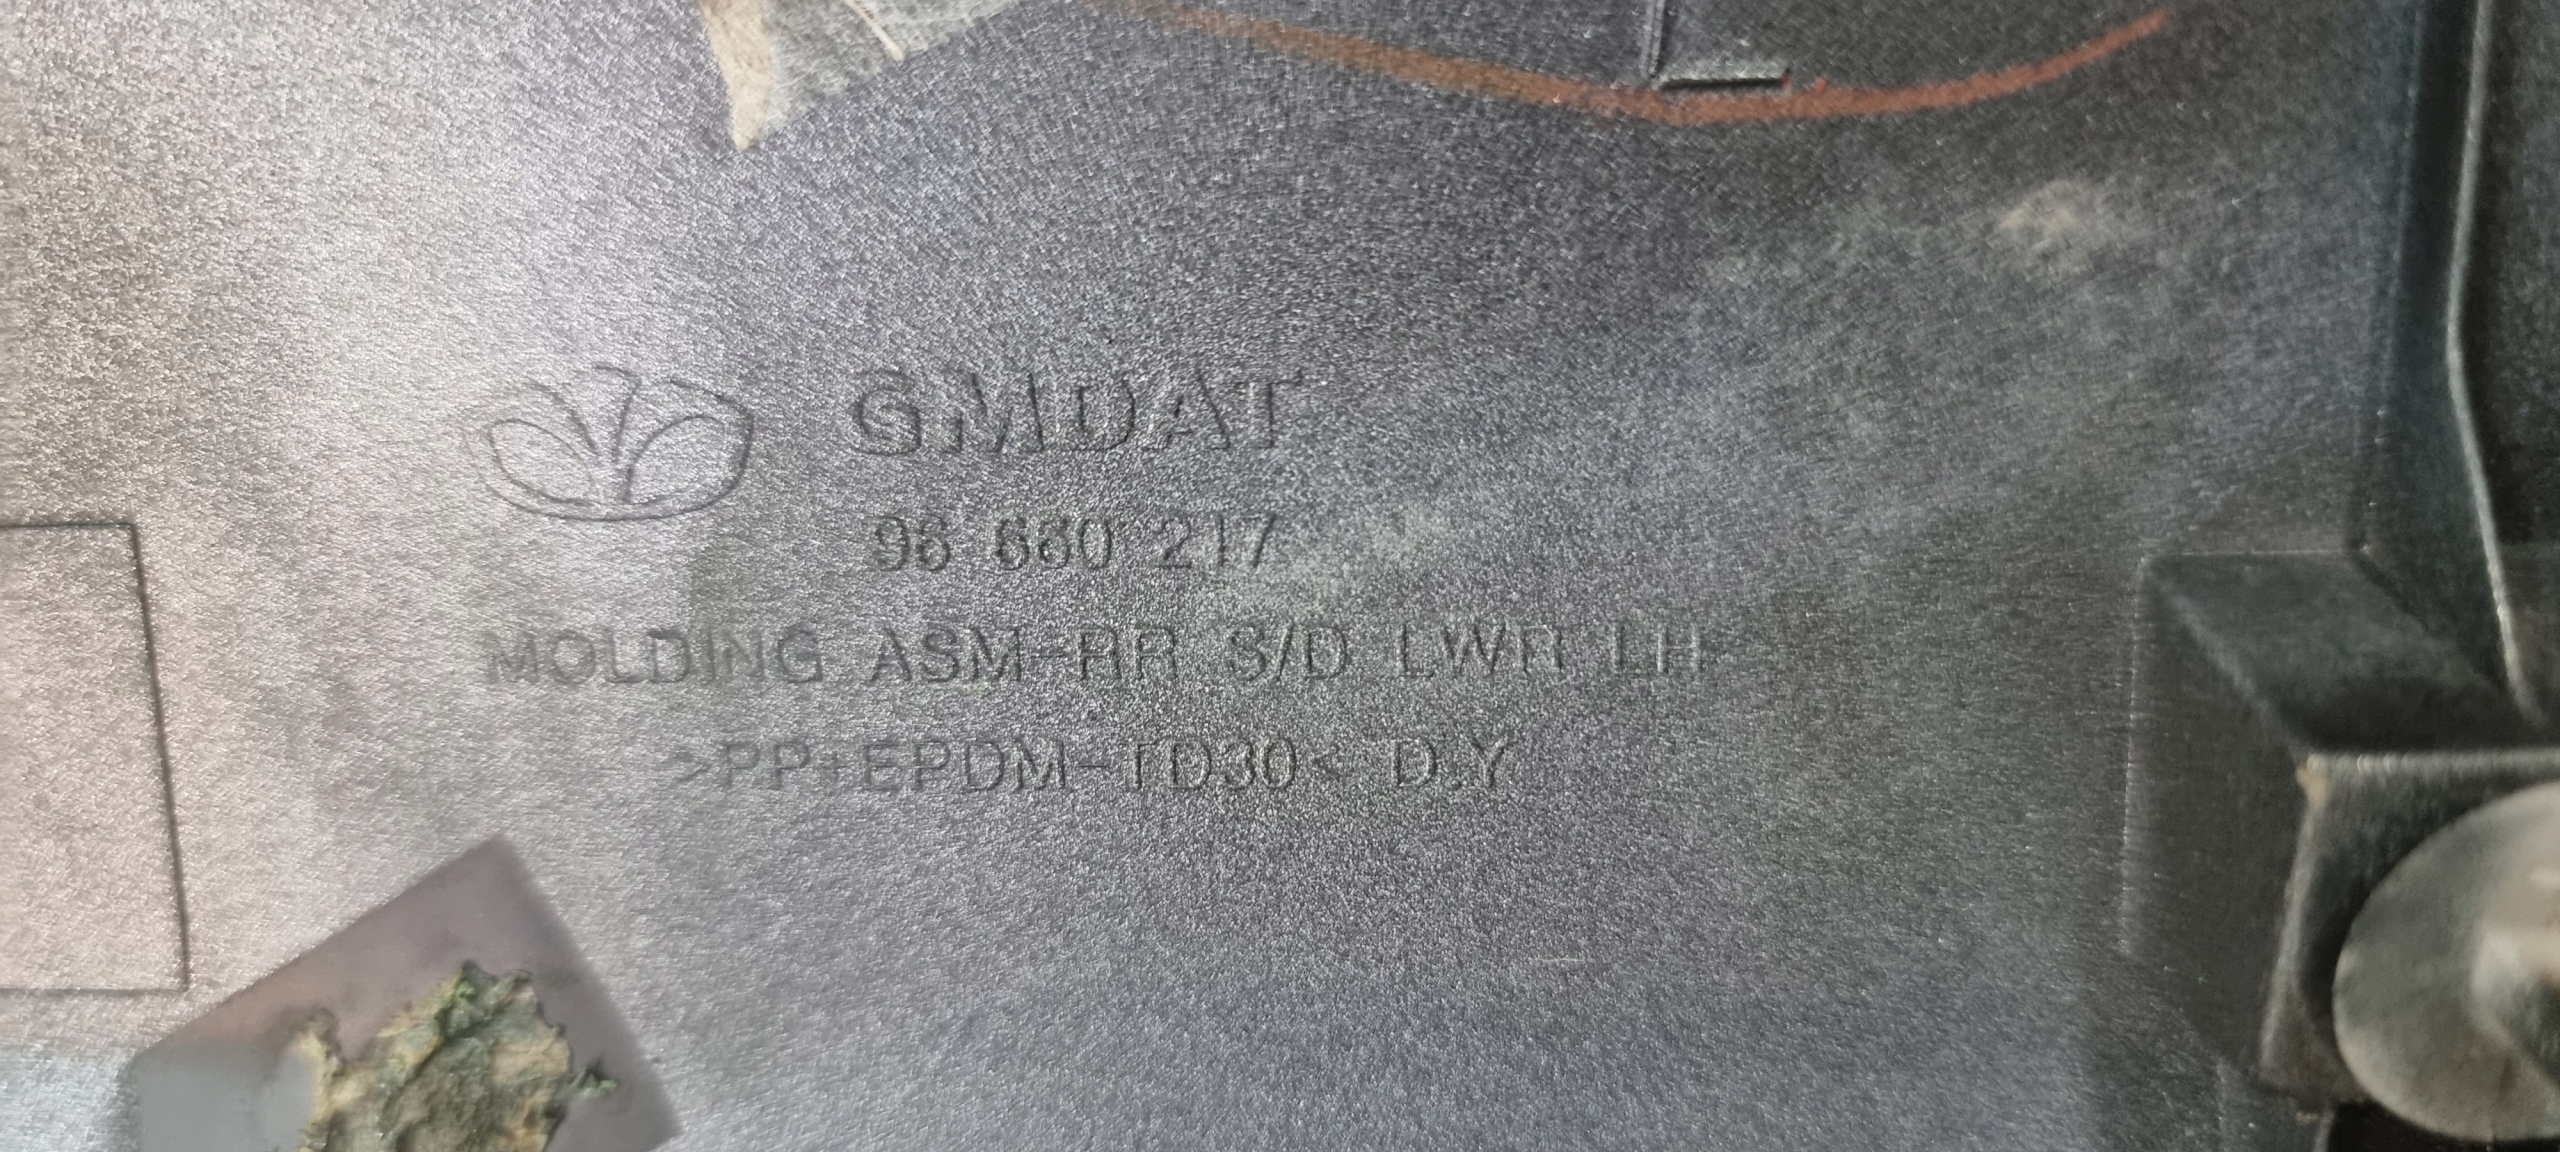 GMDAT
96 660 217
MOLDING ASM-RR S/D LWR LH
>PP+EPDM-TD30< D.Y